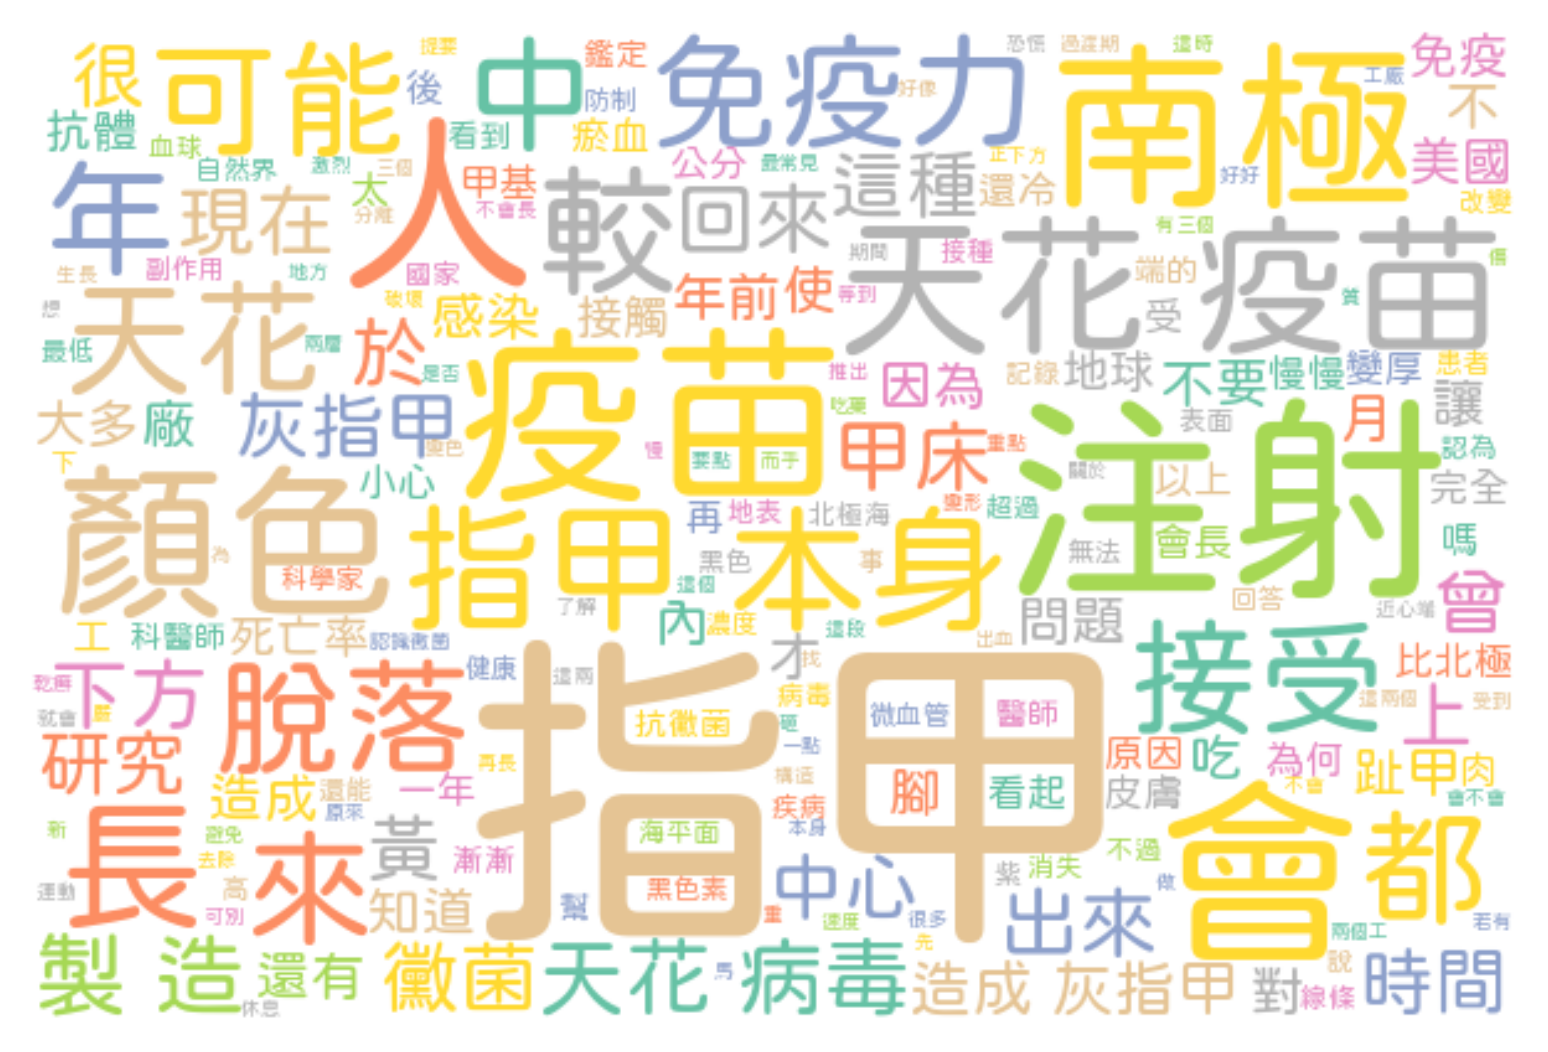 很 可能 中 鑑定 免疫力 恐慌 過渡期 這時 南極 免疫
提要 後 防制 好像 工廠 不
抗體 血球 看到 瘀血 公分 最常見 這種 正下方 好好 美國
自然界 激烈 三個 太 人 甲基 還冷 改變
年 現在 分離 不會長 較 回來 有三個
生長 副作用 地方 國家 期間 接種 天花疫苗 端的
想 天花 破壞 感染 接觸 年前 使 等到 受 質
最低 兩層 於 是否 疫苗 推出 因為 記錄 地球 不要 慢慢 變厚 患者
大多 廠 灰指甲 吃藥 甲床 表面 月 讓
下 變色 慢 要點 而乎 重點 注射 認為
顏色 小心 關於 以上 完全
指甲 再 地表 北極海 變形 超過 本身 會長 嗎
為 科學家 黑色 這個 事 無法
工 科醫師 死亡率 認識黴菌 了解 內 濃度 這段 出血 問題 回答 近心端 曾
乾癬 下方 脫落 健康 這兩 才 找 接受 比北極
就會 嚴 指甲 抗黴菌 病毒 微血管 醫師 這兩個 上 受到
研究 再長 砸 一點 原因 吃 為何 趾甲 肉
造成 還能 一年 構造 腳 看起 皮膚 不會 會不會
新 長 原來 疾病 會 都
避免 來 黃 漸漸 海平面 本身 不過
去除 高 中心 紫 消失
運動 可別 知道 製 黑色素 重 速度 很多 出來 做 若有
製造 還有 黴菌 天花 馬 病毒 先 造成 灰指甲 對 說 兩個工 時間
休息 線條